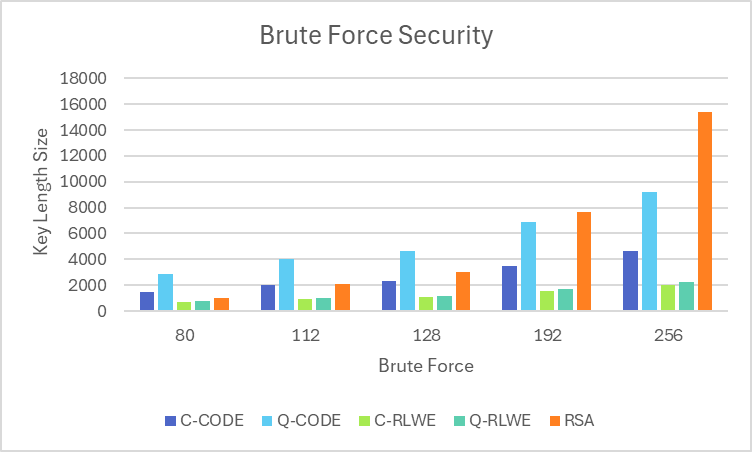 Brute Force Security
Key Length Size
18000
16000
14000
12000
10000
8000
6000
4000
2000
0
80 112 128 192 256
Brute Force
C-CODE Q-CODE C-RLWE Q-RLWE RSA